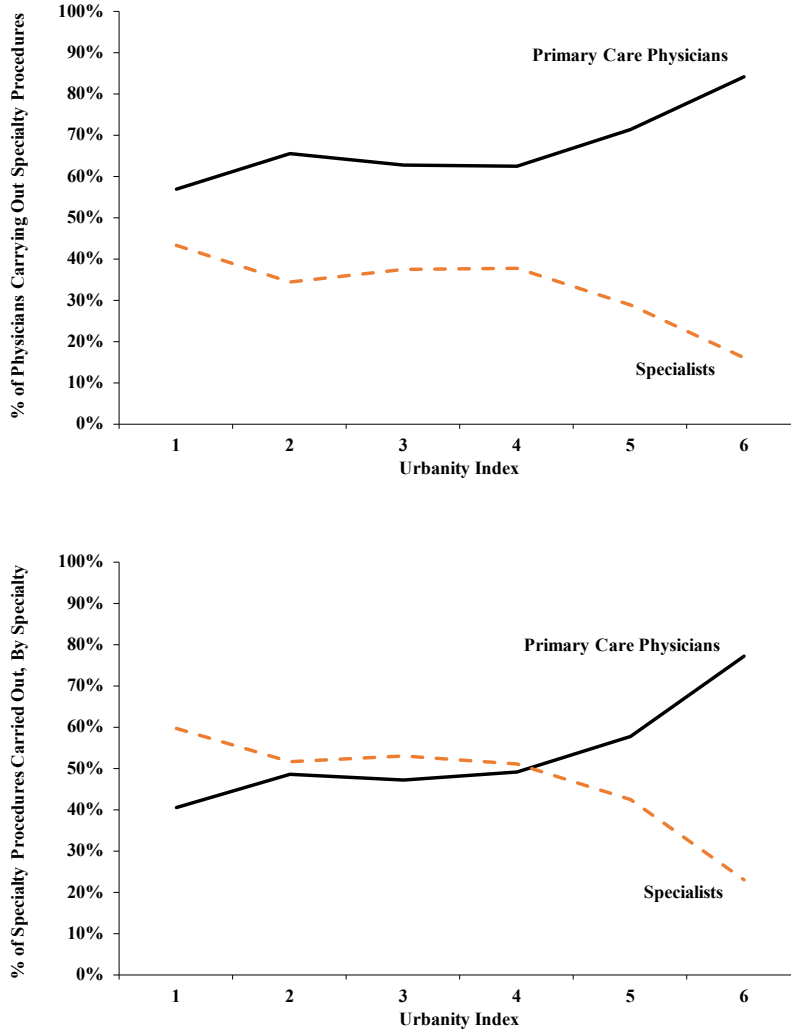 % of Physicians Carrying Out Specialty Procedures
100%
90%
80%
70%
60%
50%
40%
30%
20%
10%
0%
Primary Care Physicians
Specialists
1 2 3 4 5 6
Urbanity Index
% of Specialty Procedures Carried Out, By Specialty
100%
90%
80%
70%
60%
50%
40%
30%
20%
10%
0%
Primary Care Physicians
Specialists
1 2 3 4 5 6
Urbanity Index